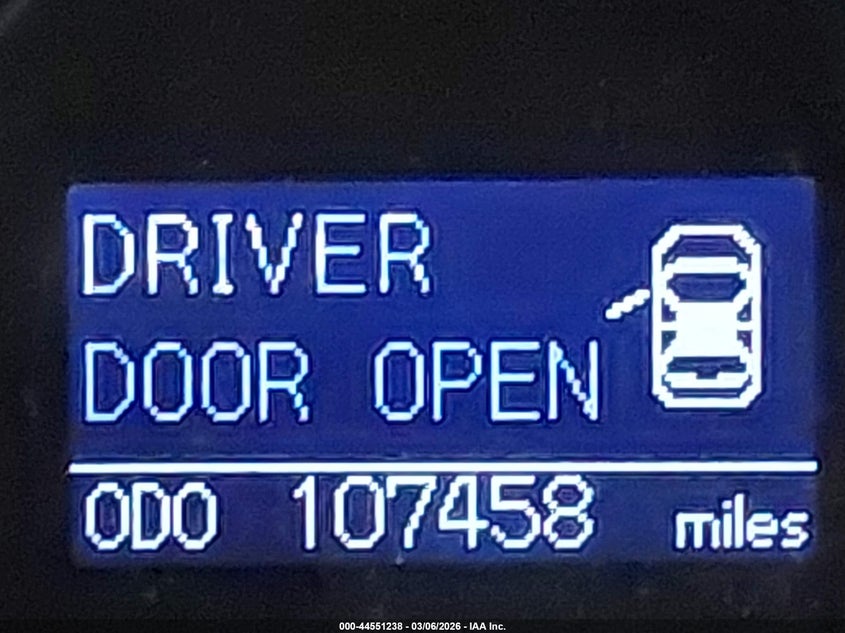 DRIVER
DOOR OPEN
ODO 107458 miles
000-44551238 - 03/06/2026 - IAA Inc.